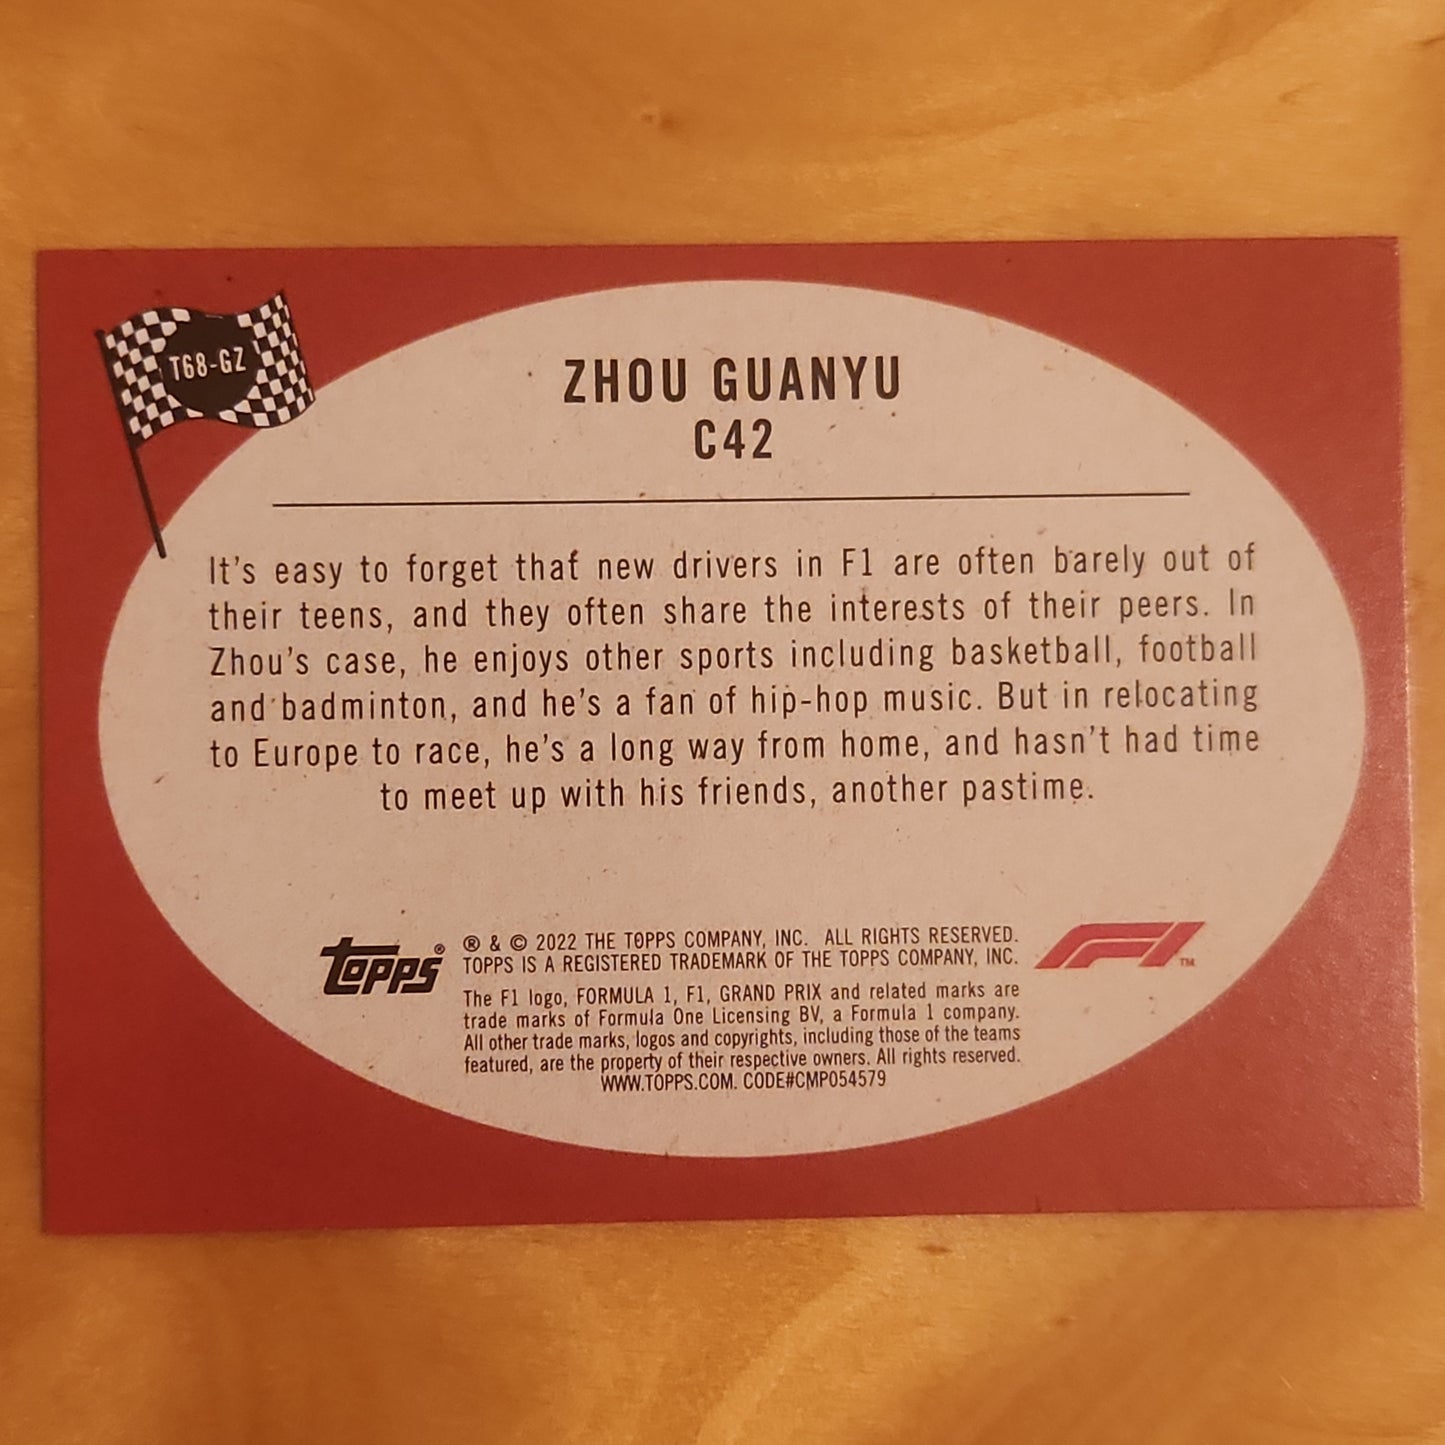 T68-GZ
ZHOU GUANYU
C42
It's easy to forget that new drivers in F1 are often barely out of
their teens, and they often share the interests of their peers. In
Zhou's case, he enjoys other sports including basketball, football
and badminton, and he's a fan of hip-hop music. But in relocating
to Europe to race, he's a long way from home, and hasn't had time
to meet up with his friends, another pastime.
Topps®
® & © 2022 THE TOPPS COMPANY, INC. ALL RIGHTS RESERVED.
TOPPS IS A REGISTERED TRADEMARK OF THE TOPPS COMPANY, INC.
The F1 logo, FORMULA 1, F1, GRAND PRIX and related marks are
trade marks of Formula One Licensing BV, a Formula 1 company.
All other trade marks, logos and copyrights, including those of the teams
featured, are the property of their respective owners. All rights reserved.
WWW.TOPPS.COM. CODE#CMP054579
F1™